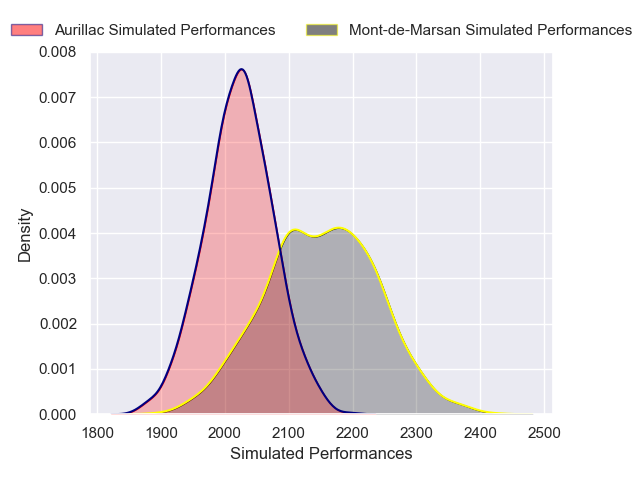 Aurillac Simulated Performances
Mont-de-Marsan Simulated Performances
0.008
0.007
0.006
0.005
0.004
0.003
0.002
0.001
0.000
Density
1800 1900 2000 2100 2200 2300 2400 2500
Simulated Performances